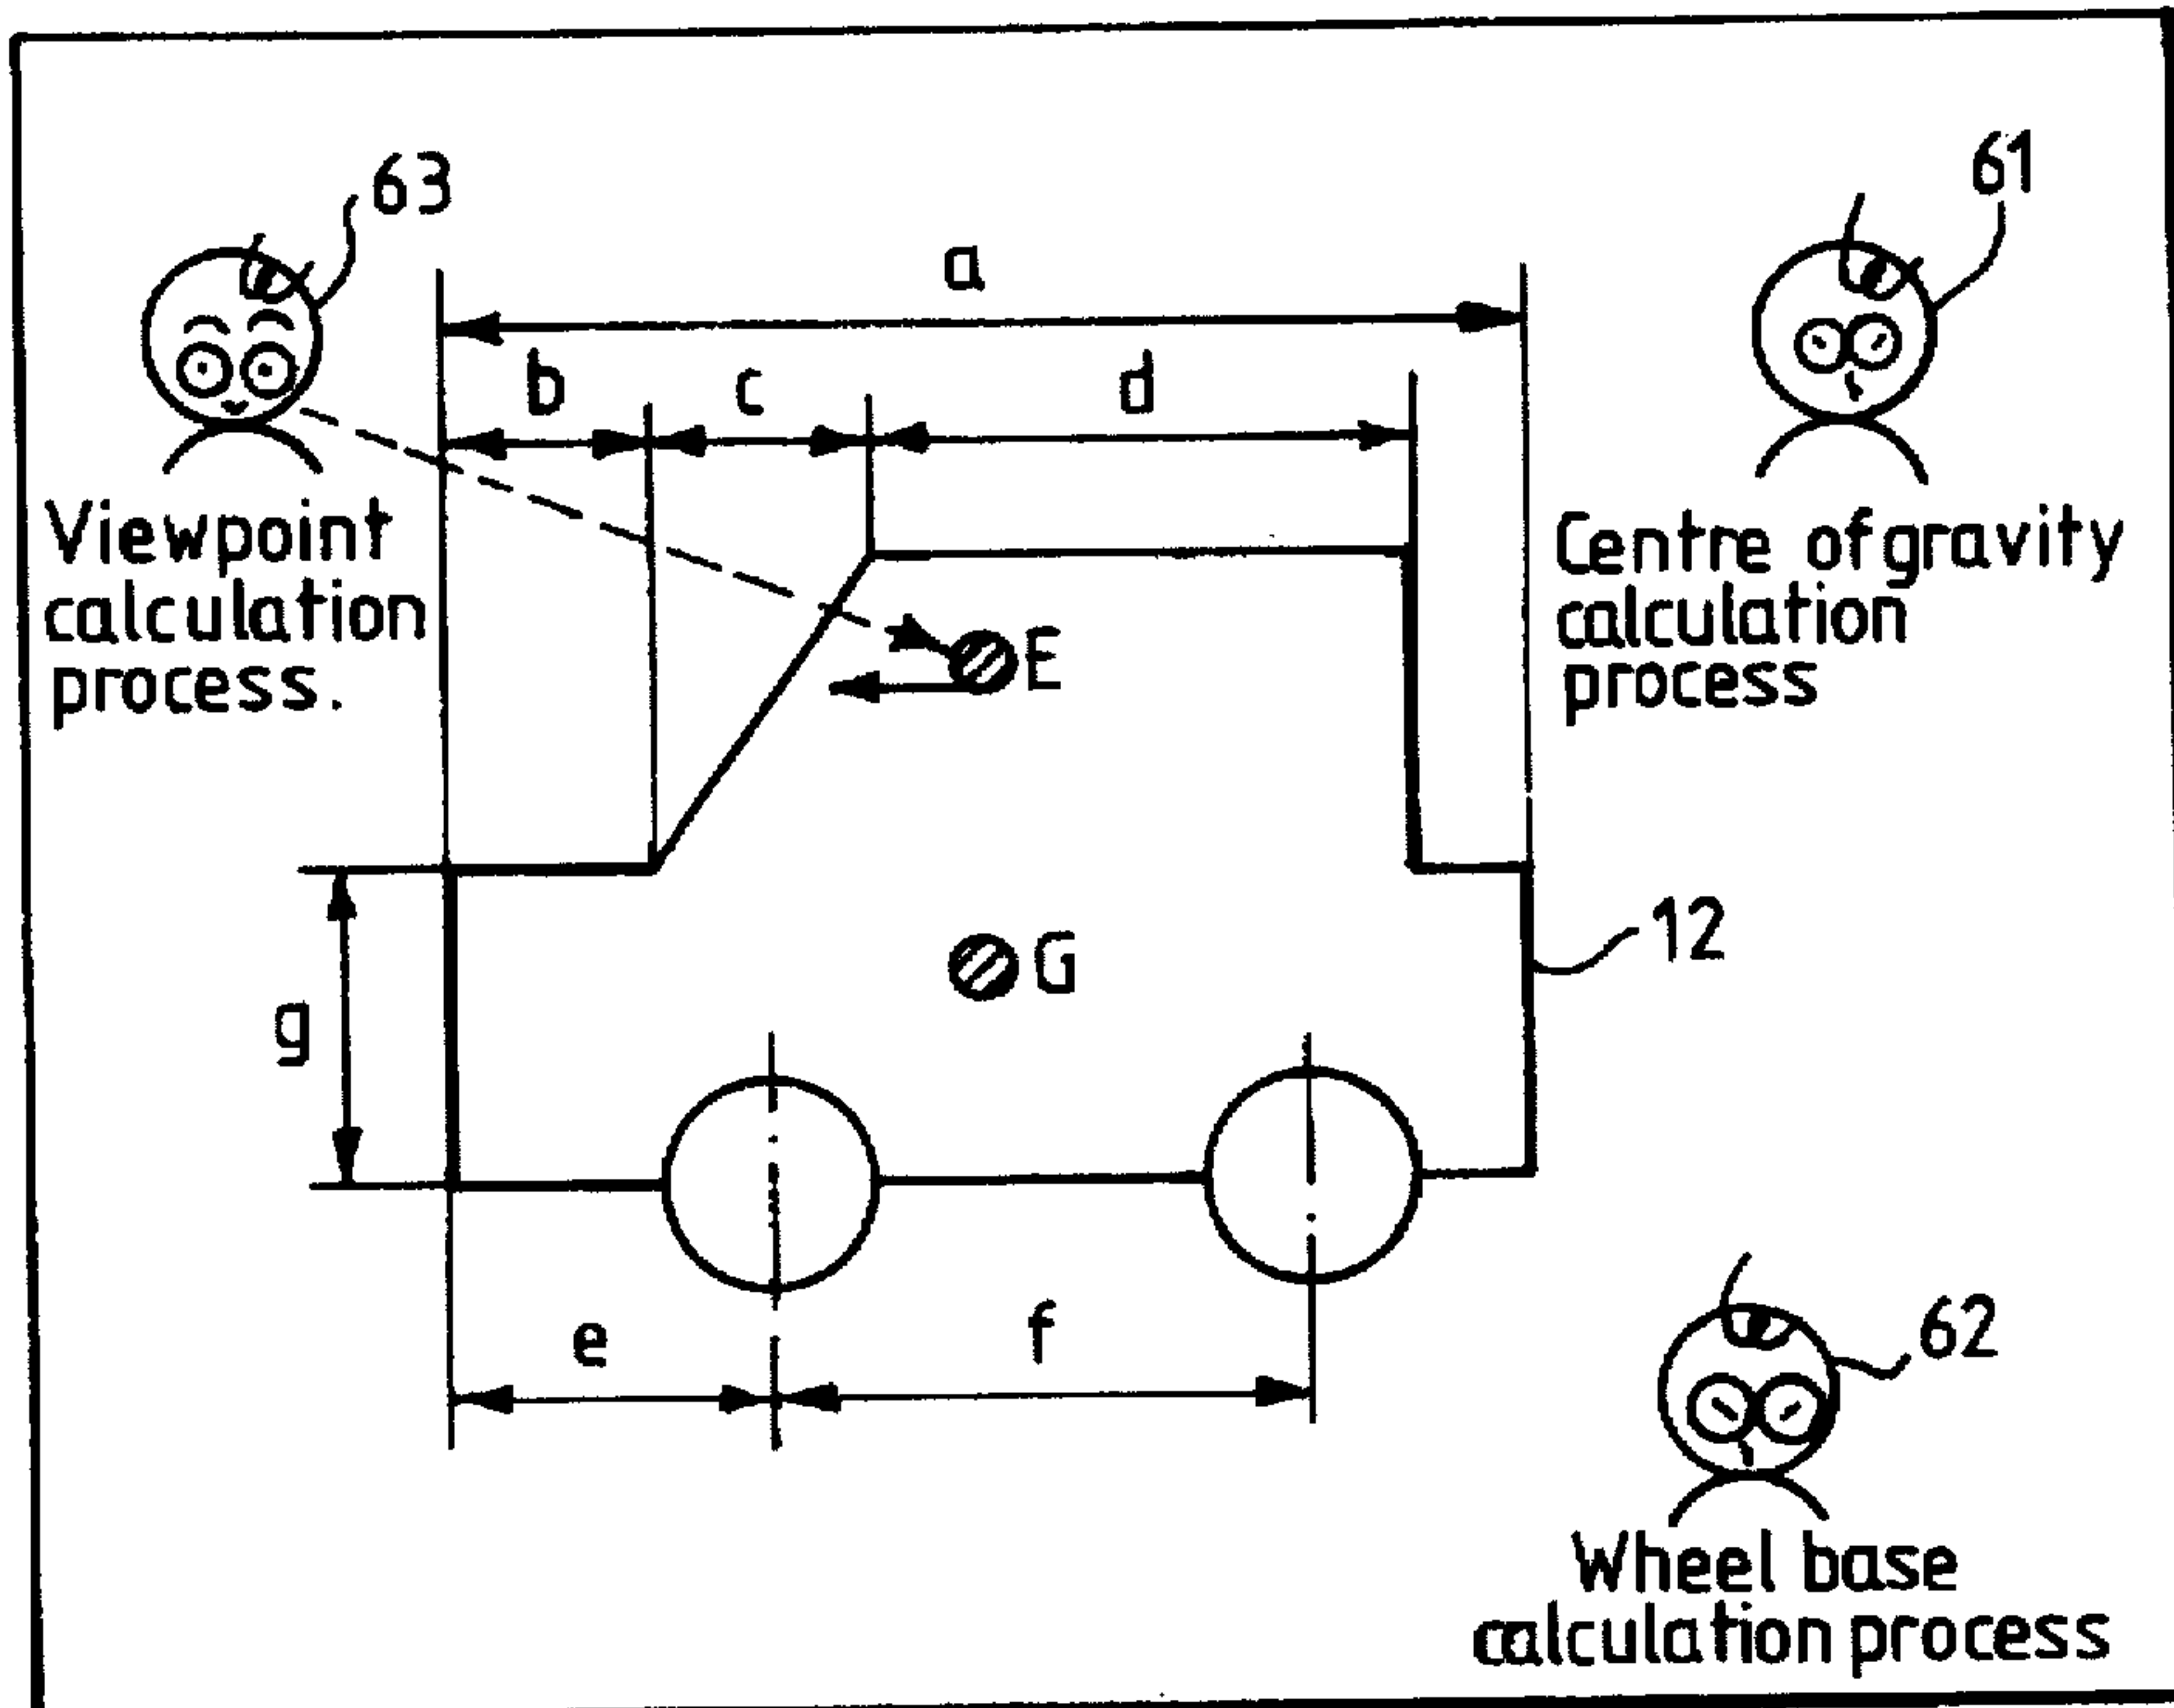 63
61
a
b
c
d
Viewpoint
calculation
process.
Centre of gravity
calculation
process
E
12
G
g
e
f
62
Wheel base
calculation process